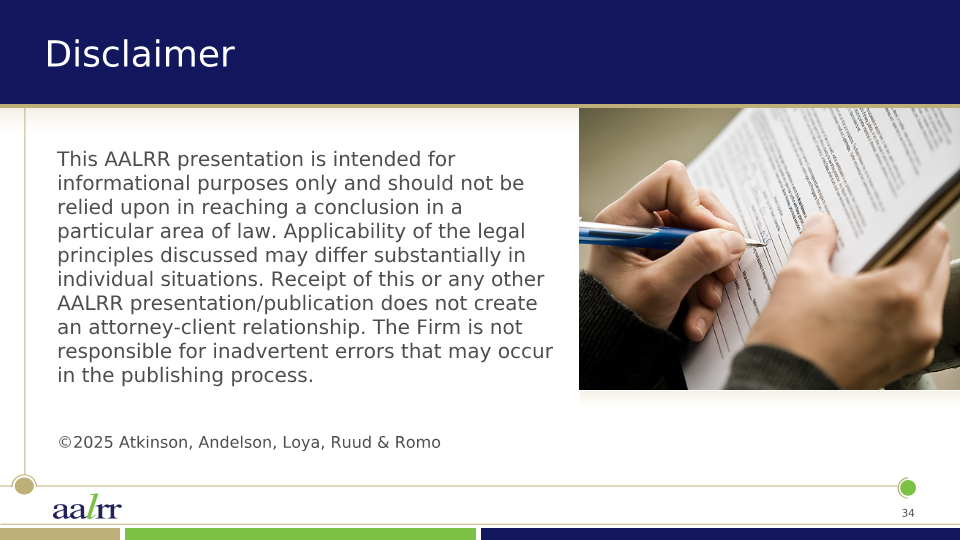 Disclaimer
This AALRR presentation is intended for
informational purposes only and should not be
relied upon in reaching a conclusion in a
particular area of law. Applicability of the legal
principles discussed may differ substantially in
individual situations. Receipt of this or any other
AALRR presentation/publication does not create
an attorney-client relationship. The Firm is not
responsible for inadvertent errors that may occur
in the publishing process.
©2025 Atkinson, Andelson, Loya, Ruud & Romo
aalrr
34